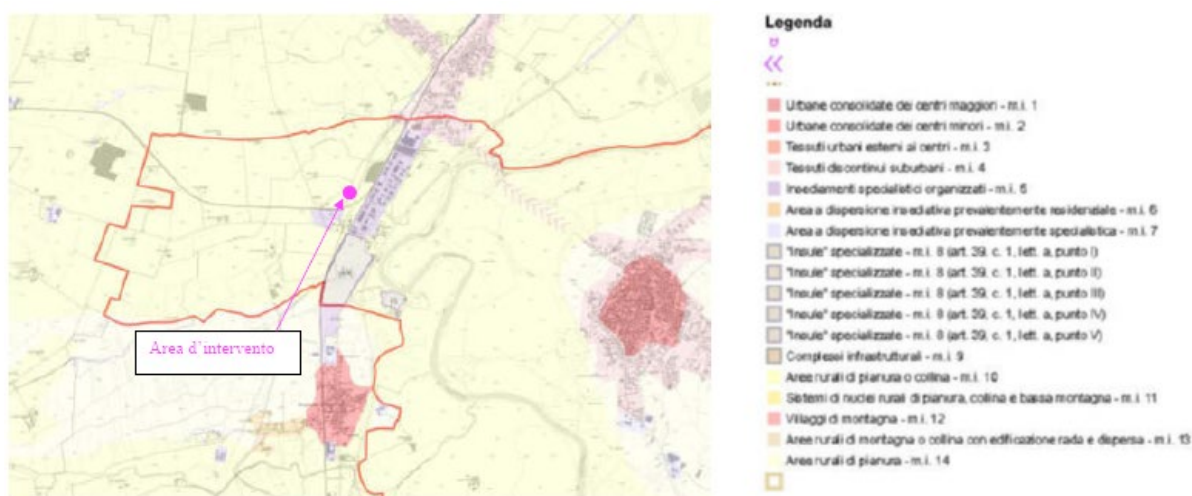 Area d'intervento
Legenda
Urbane consolidate dei centri maggiori - m.i. 1
Urbane consolidate dei centri minori - m.i. 2
Tessuti urbani esterni ai centri - m.i. 3
Tessuti discontinui suburbani - m.i. 4
Insediamenti specialistici organizzati - m.i. 5
Area a dispersione insediativa prevalentemente residenziale - m.i. 6
Area a dispersione insediativa prevalentemente specialistica - m.i. 7
"Insule" specializzate - m.i. 8 (art. 39, c. 1, lett. a, punto I)
"Insule" specializzate - m.i. 8 (art. 39, c. 1, lett. a, punto II)
"Insule" specializzate - m.i. 8 (art. 39, c. 1, lett. a, punto III)
"Insule" specializzate - m.i. 8 (art. 39, c. 1, lett. a, punto IV)
"Insule" specializzate - m.i. 8 (art. 39, c. 1, lett. a, punto V)
Complessi infrastrutturali - m.i. 9
Aree rurali di pianura o collina - m.i. 10
Sistemi di nuclei rurali di pianura, collina e bassa montagna - m.i. 11
Villaggi di montagna - m.i. 12
Aree rurali di montagna o collina con edificazione rada e dispersa - m.i. 13
Aree rurali di pianura - m.i. 14